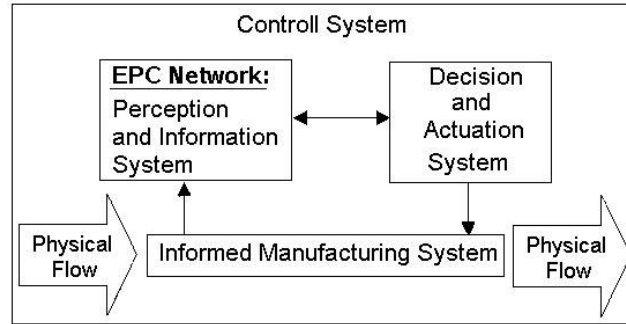 Controll System
EPC Network:
Perception
and Information
System
Decision
and
Actuation
System
Physical
Flow
Informed Manufacturing System
Physical
Flow